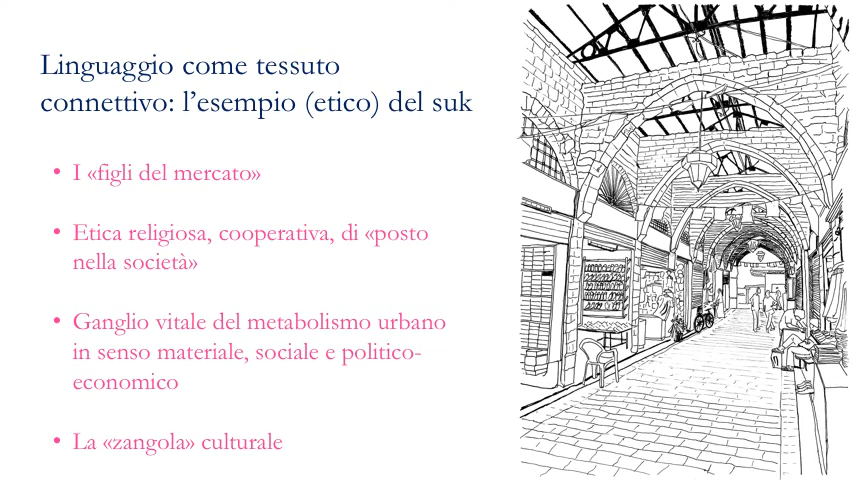 Linguaggio come tessuto
connettivo: l’esempio (etico) del suk
• I «figli del mercato»
• Etica religiosa, cooperativa, di «posto
nella società»
• Ganglio vitale del metabolismo urbano
in senso materiale, sociale e politico-
economico
• La «zangola» culturale